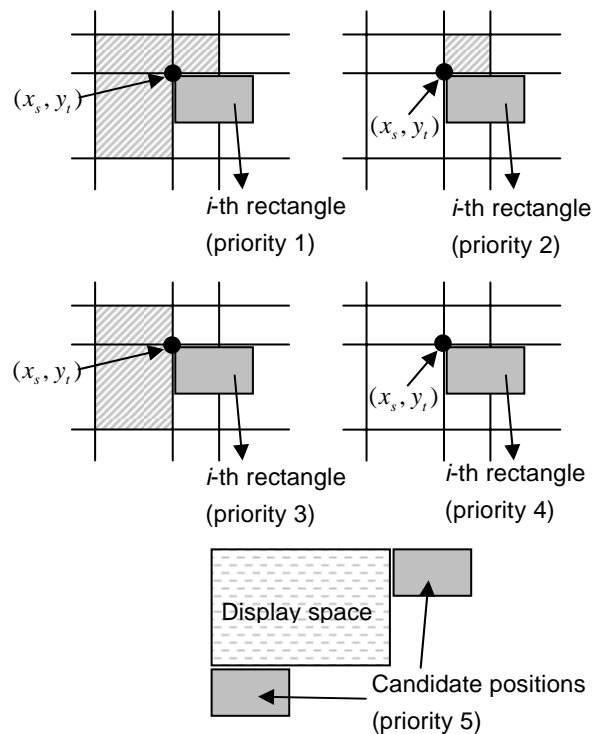 (x_s, y_t)
i-th rectangle
(priority 1)
(x_s, y_t)
i-th rectangle
(priority 2)
(x_s, y_t)
i-th rectangle
(priority 3)
(x_s, y_t)
i-th rectangle
(priority 4)
Display space
Candidate positions
(priority 5)